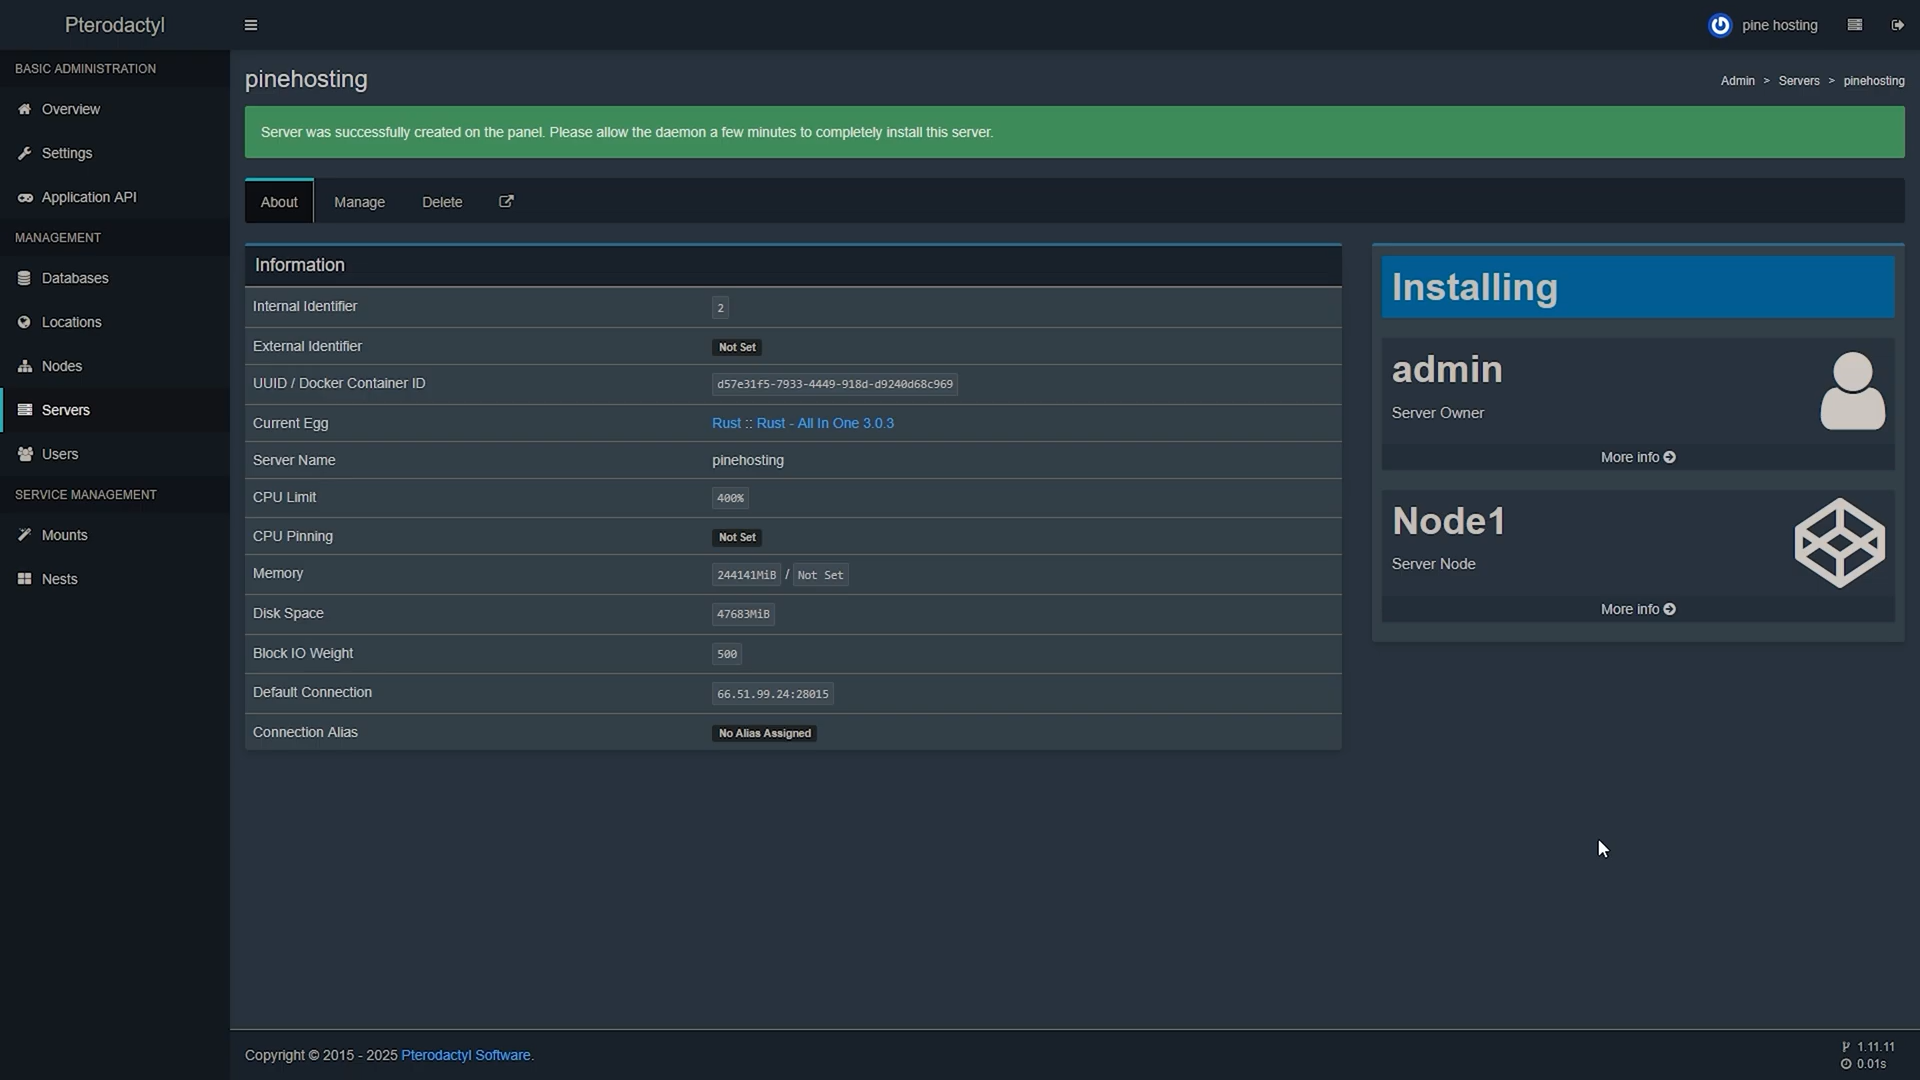 Pterodactyl
pine hosting
BASIC ADMINISTRATION
Overview
Settings
Application API
MANAGEMENT
Databases
Locations
Nodes
Servers
Users
SERVICE MANAGEMENT
Mounts
Nests
pinehosting
Admin > Servers > pinehosting
Server was successfully created on the panel. Please allow the daemon a few minutes to completely install this server.
About Manage Delete
Information
Internal Identifier 2
External Identifier Not Set
UUID / Docker Container ID d57e31f5-7933-4449-918d-d9240d68c969
Current Egg Rust :: Rust - All In One 3.0.3
Server Name pinehosting
CPU Limit 400%
CPU Pinning Not Set
Memory 244141MiB / Not Set
Disk Space 47683MiB
Block IO Weight 500
Default Connection 66.51.99.24:28015
Connection Alias No Alias Assigned
Installing
admin
Server Owner
More info
Node1
Server Node
More info
Copyright © 2015 - 2025 Pterodactyl Software.
1.11.11
0.01s